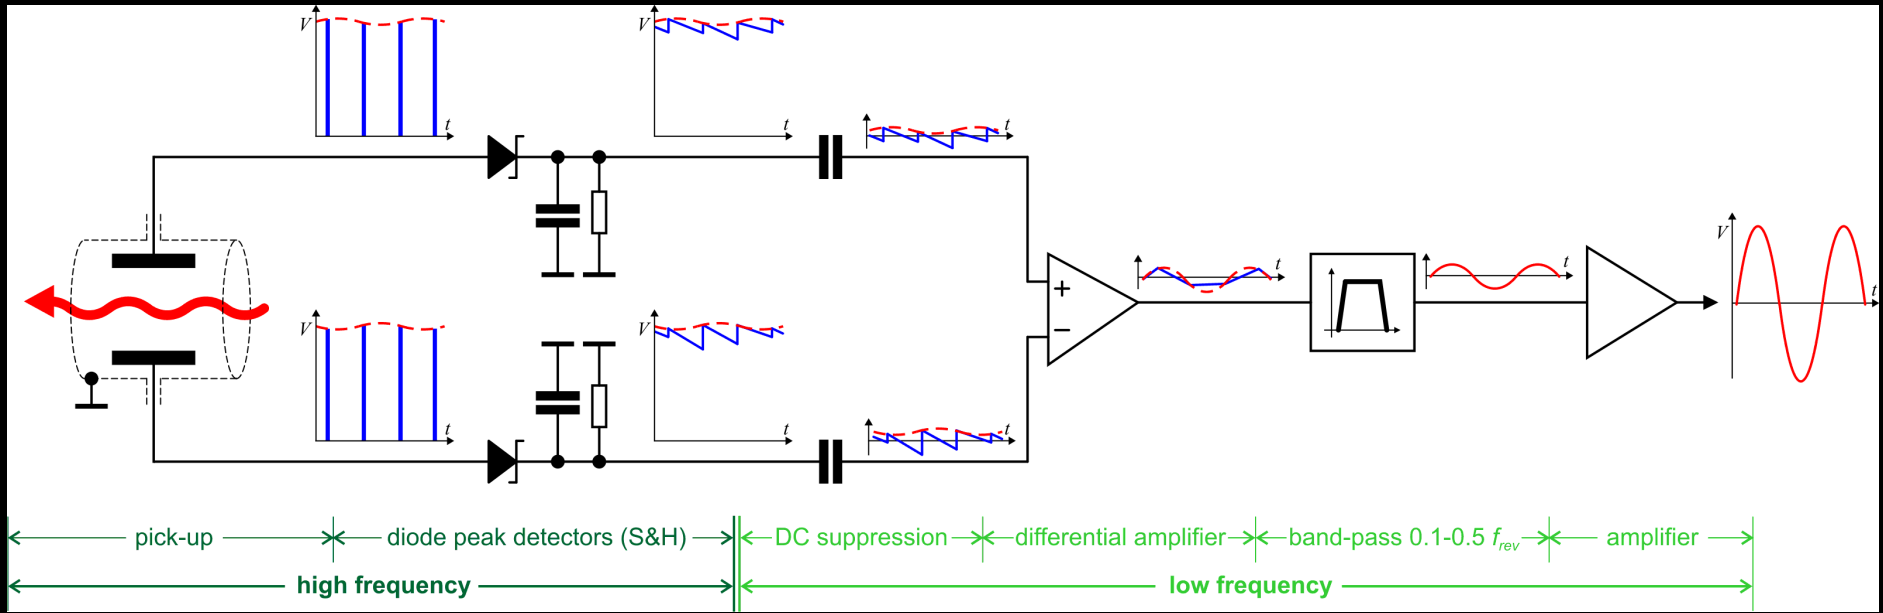 V
t
V
t
t
V
t
V
t
t
+
−
t
t
V
t
pick-up
diode peak detectors (S&H)
DC suppression
differential amplifier
band-pass 0.1-0.5 frev
amplifier
high frequency
low frequency